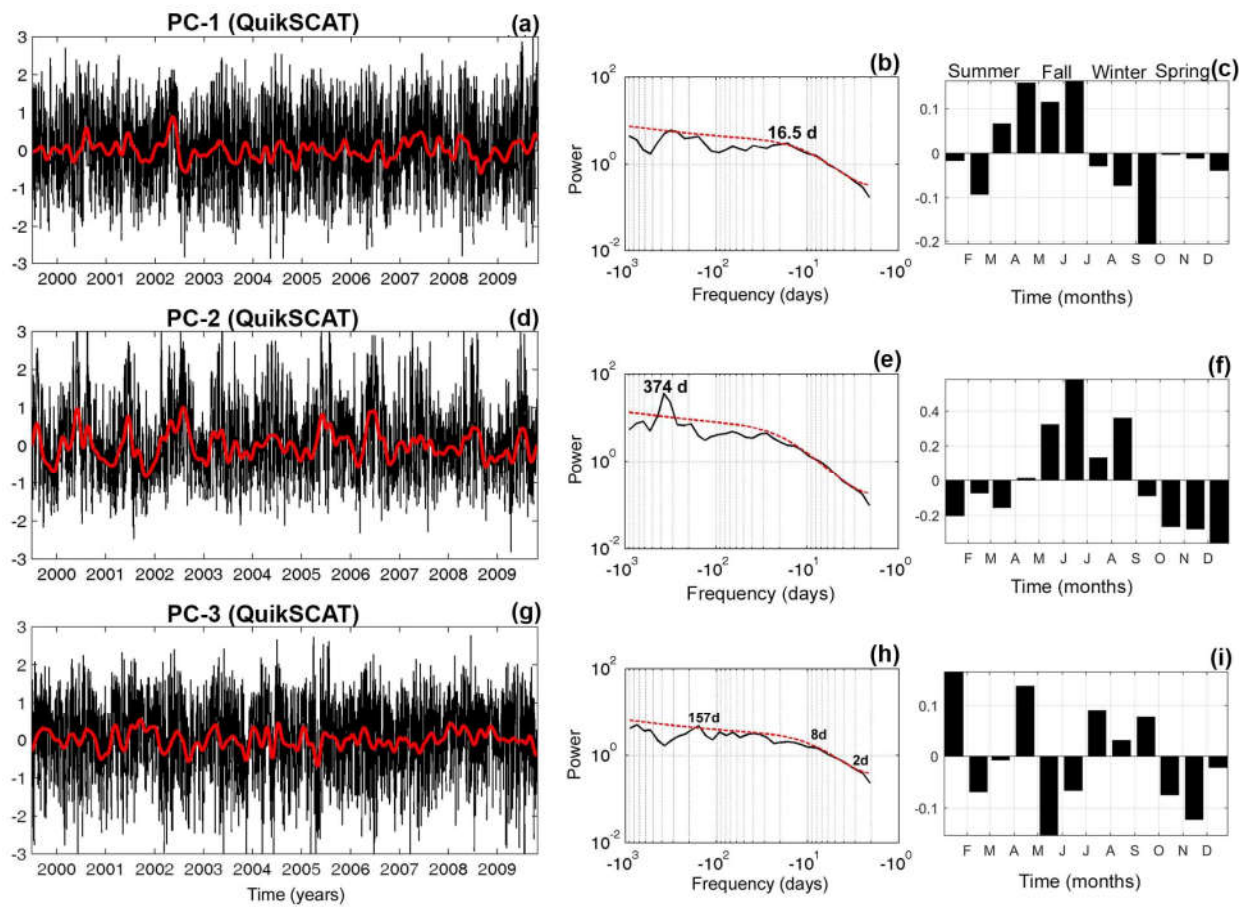 PC-1 (QuikSCAT) (a)
3
2
1
0
-1
-2
-3
2000 2001 2002 2003 2004 2005 2006 2007 2008 2009
(b)
10^2
10^0
10^-2
Power
16.5 d
-10^3 -10^2 -10^1 -10^0
Frequency (days)
Summer Fall Winter Spring (c)
0.1
0
-0.1
-0.2
F M A M J J A S O N D
Time (months)
PC-2 (QuikSCAT) (d)
3
2
1
0
-1
-2
-3
2000 2001 2002 2003 2004 2005 2006 2007 2008 2009
(e)
10^2
10^0
10^-2
Power
374 d
-10^3 -10^2 -10^1 -10^0
Frequency (days)
(f)
0.4
0.2
0
-0.2
F M A M J J A S O N D
Time (months)
PC-3 (QuikSCAT) (g)
3
2
1
0
-1
-2
-3
2000 2001 2002 2003 2004 2005 2006 2007 2008 2009
Time (years)
(h)
10^2
10^0
10^-2
Power
157d
8d
2d
-10^3 -10^2 -10^1 -10^0
Frequency (days)
(i)
0.1
0
0.1
F M A M J J A S O N D
Time (months)